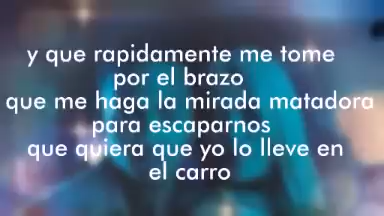 y que rapidamente me tome
por el brazo
que me haga la mirada matadora
para escaparnos
que quiera que yo lo lleve en
el carro